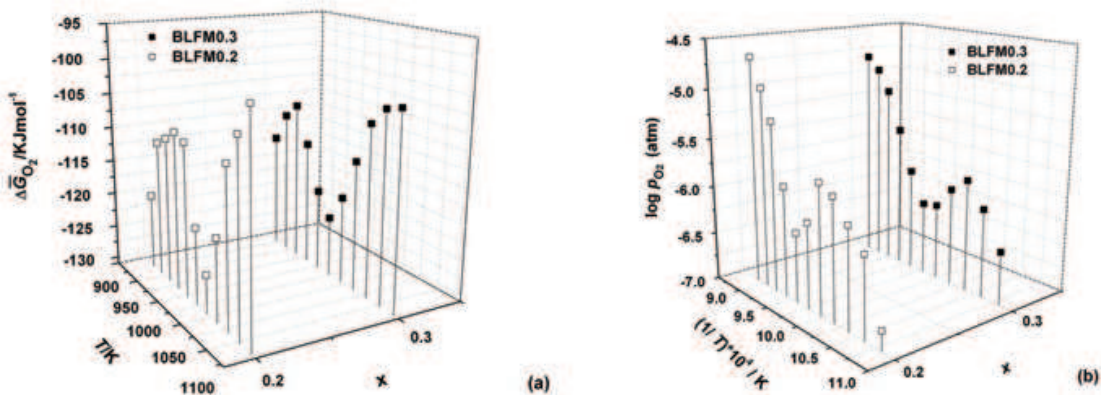 -95
-100
-105
-110
-115
-120
-125
-130
ΔG̅O₂/KJmol⁻¹
BLFM0.3
BLFM0.2
900
950
1000
1050
1100
T/K
0.2
0.3
x
(a)
-4.5
-5.0
-5.5
-6.0
-6.5
-7.0
log pO₂ (atm)
BLFM0.3
BLFM0.2
9.0
9.5
10.0
10.5
11.0
(1/ T)*10⁴ / K
0.2
0.3
x
(b)